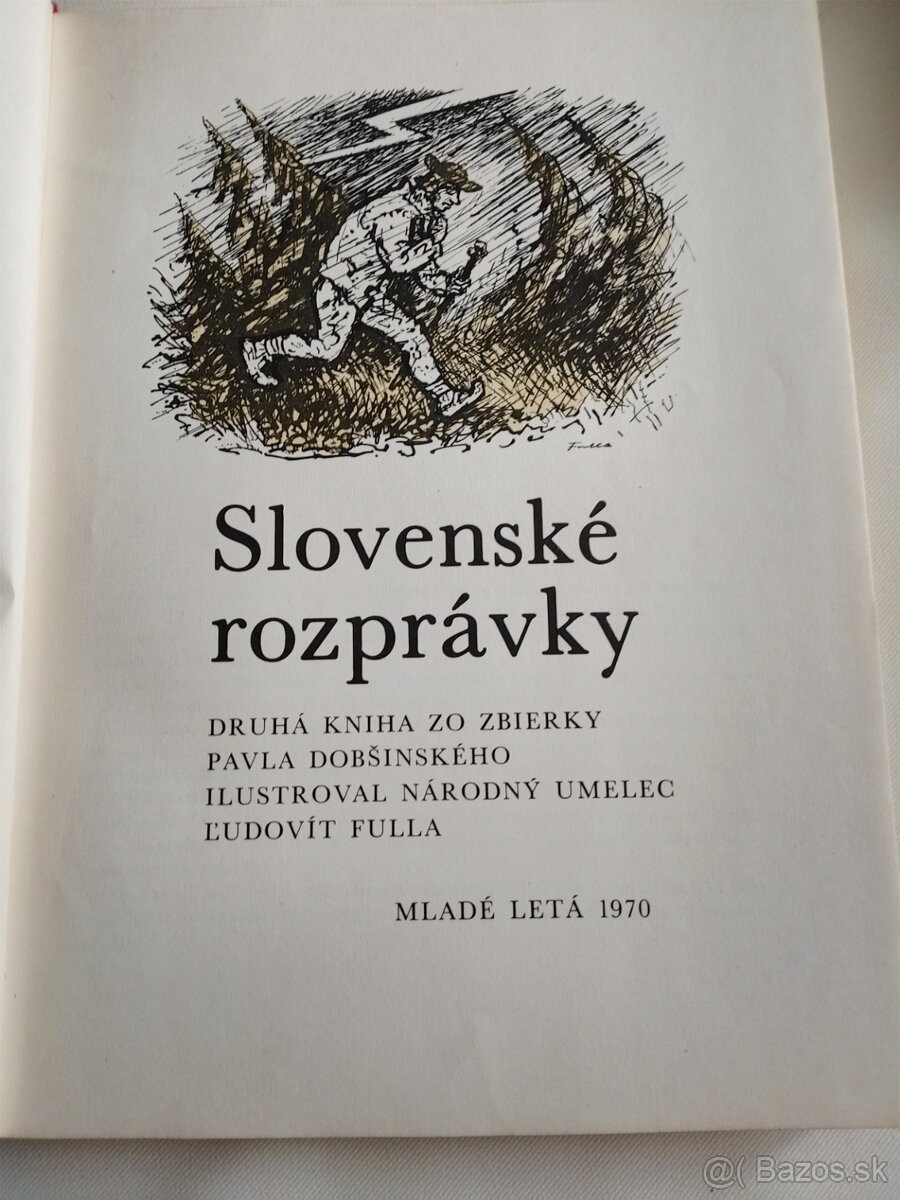 Fulla
Slovenské
rozprávky
DRUHÁ KNIHA ZO ZBIERKY
PAVLA DOBŠINSKÉHO
ILUSTROVAL NÁRODNÝ UMELEC
ĽUDOVÍT FULLA
MLADÉ LETÁ 1970
@( Bazos.sk